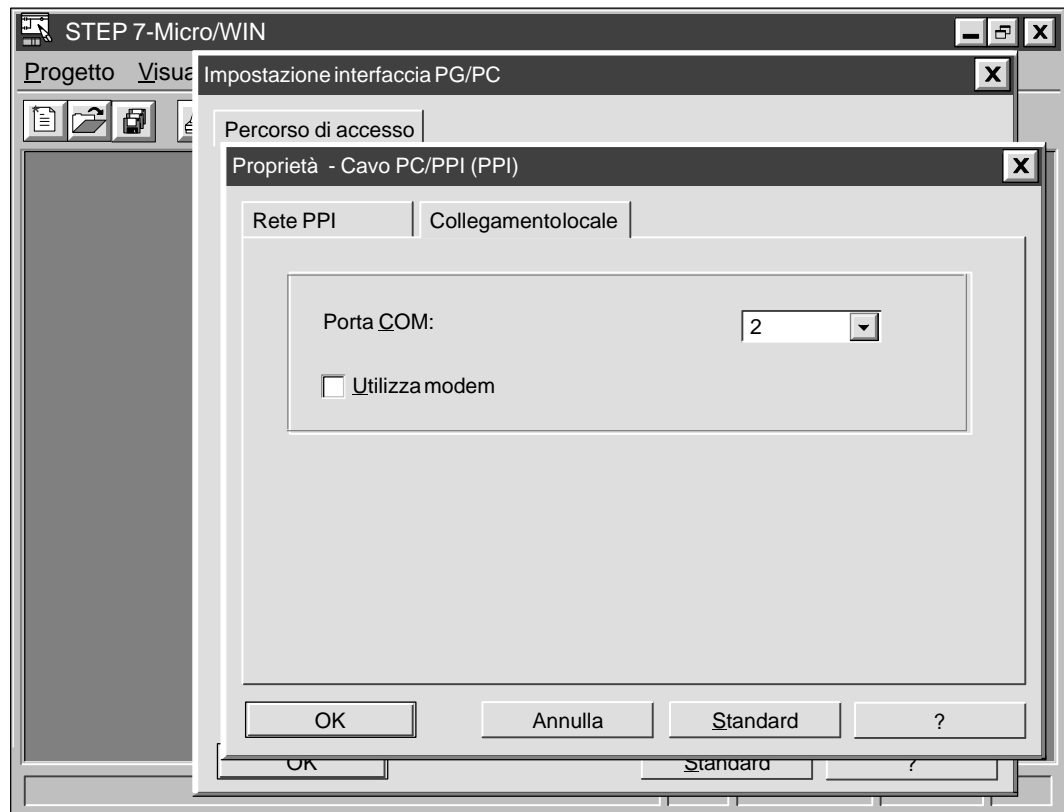 STEP 7-Micro/WIN
Progetto Visua
Impostazione interfaccia PG/PC
Percorso di accesso
Proprietà - Cavo PC/PPI (PPI)
Rete PPI Collegamentolocale
Porta COM: 2
Utilizza modem
OK Annulla Standard ?
OK Standard ?